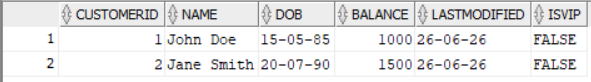 CUSTOMERID NAME DOB BALANCE LASTMODIFIED ISVIP
1 1 John Doe 15-05-85 1000 26-06-26 FALSE
2 2 Jane Smith 20-07-90 1500 26-06-26 FALSE